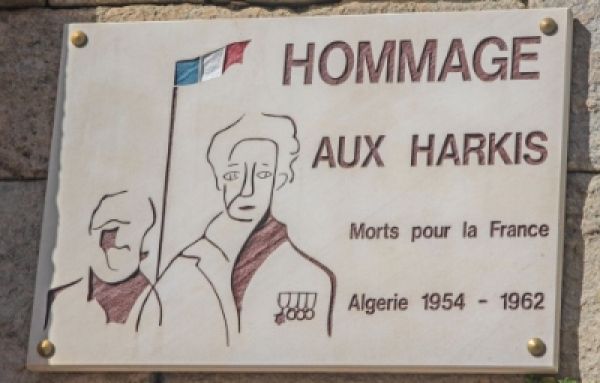 HOMMAGE
AUX HARKIS
Morts pour la France
Algerie 1954 - 1962